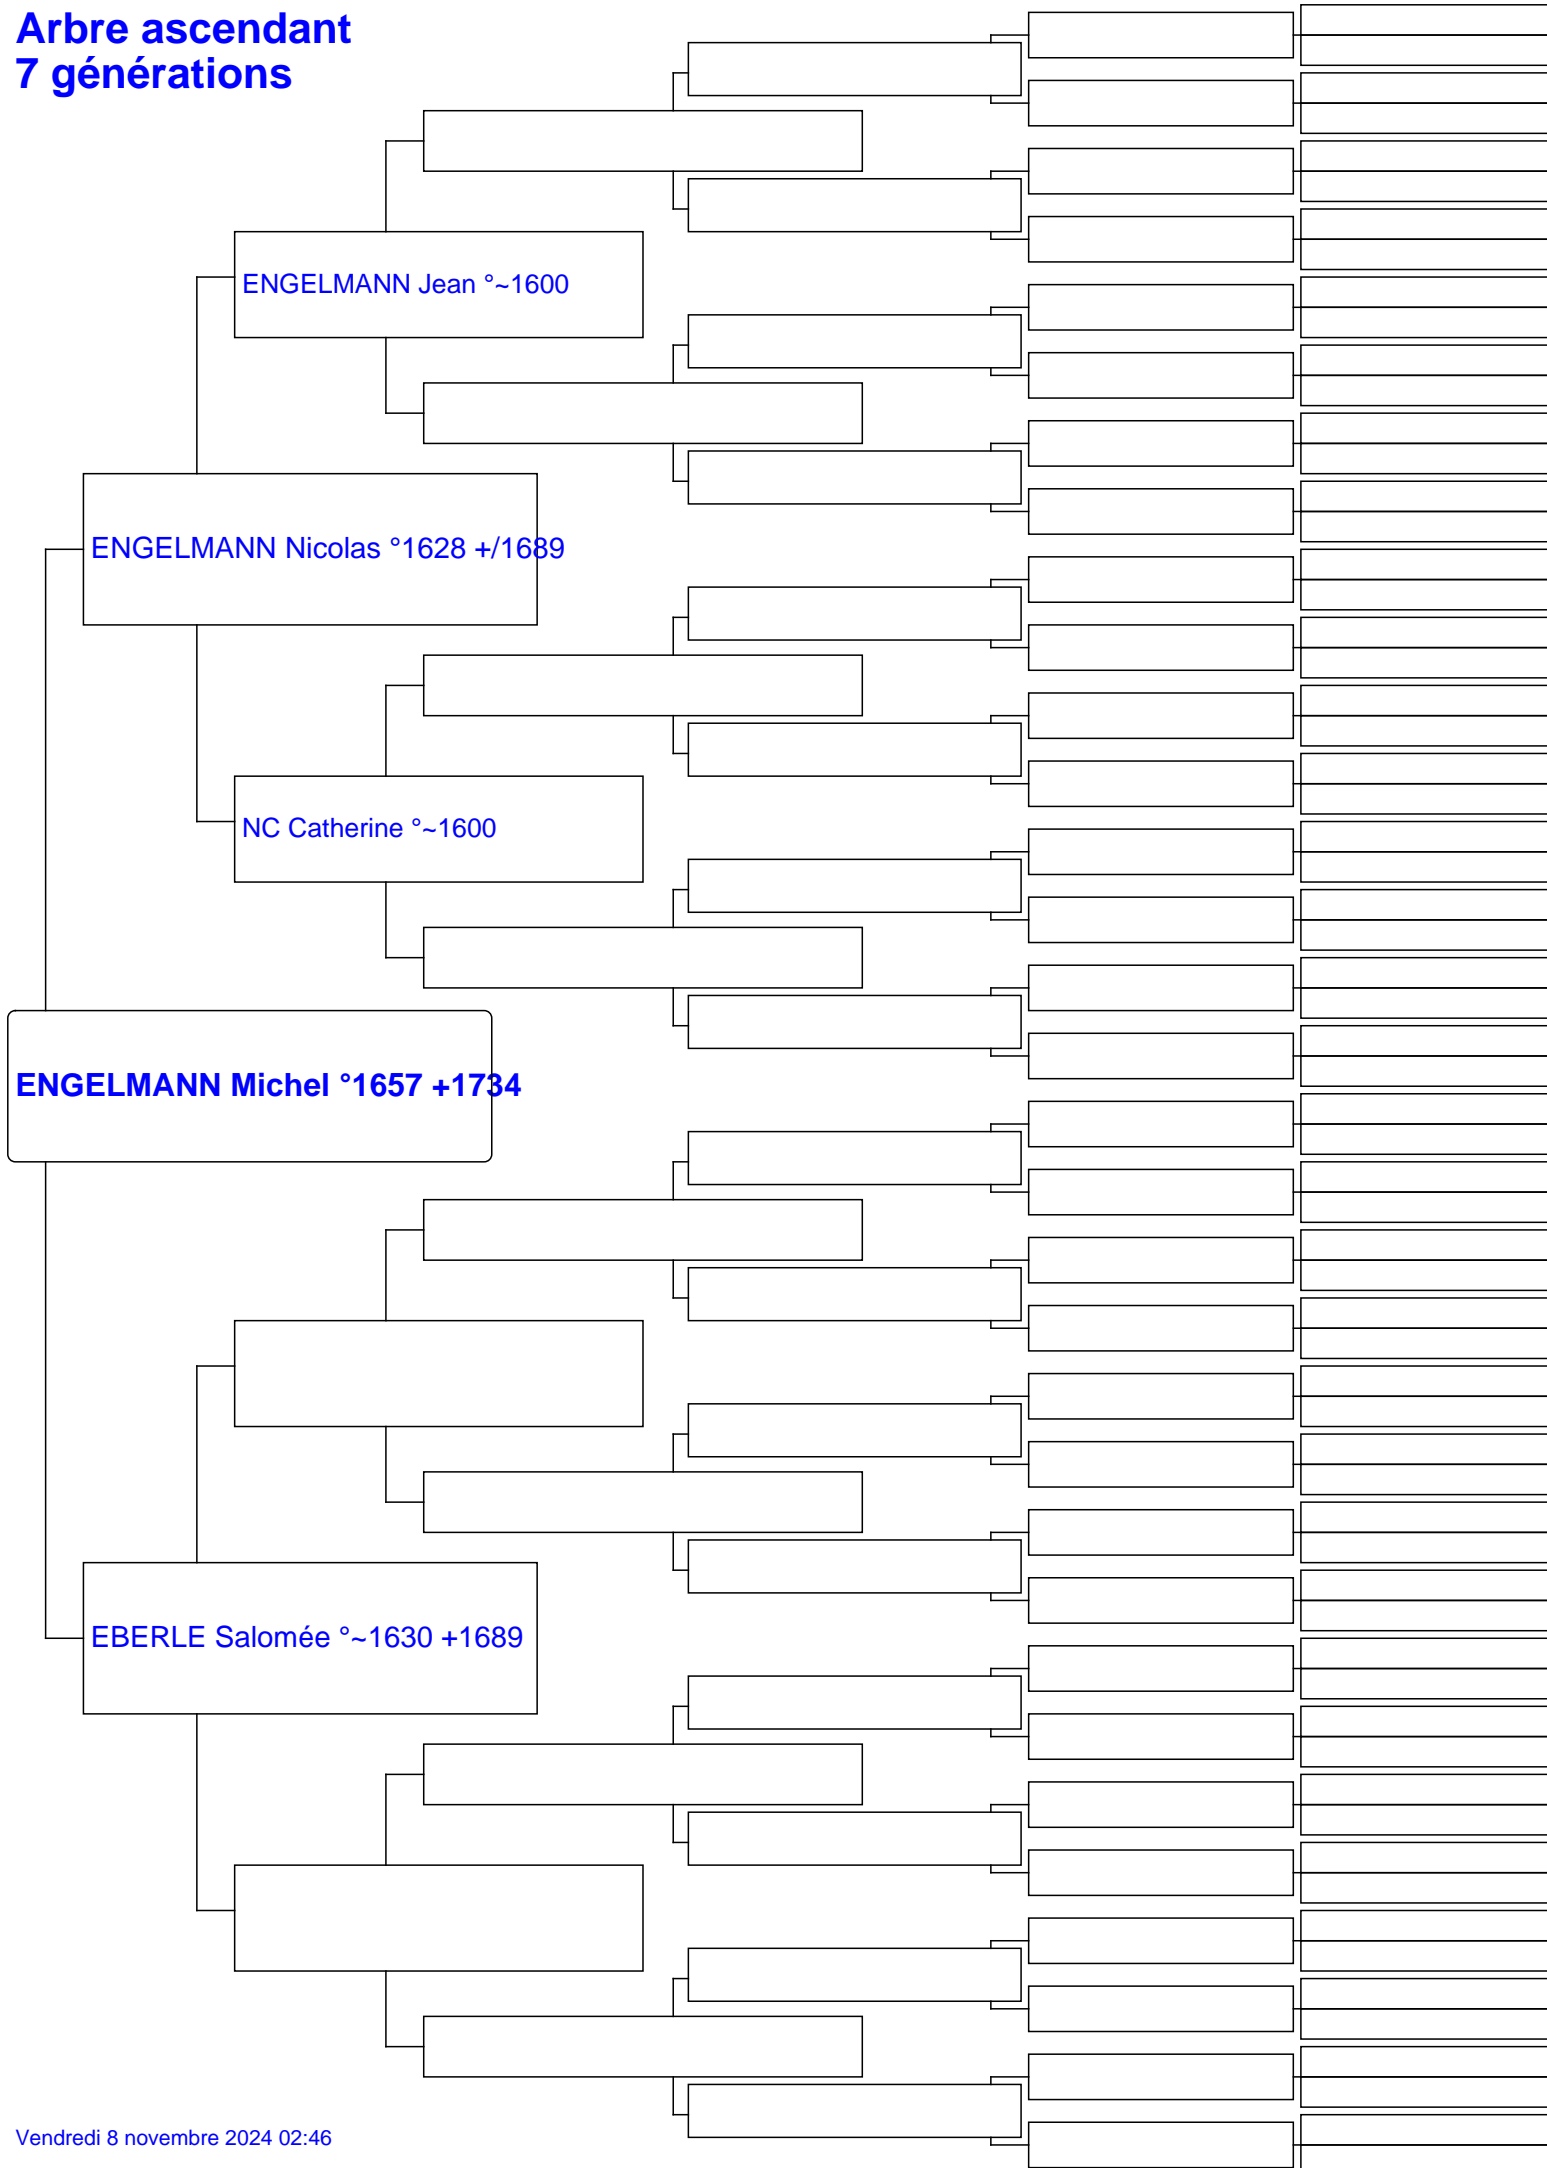 Arbre ascendant
7 générations
ENGELMANN Jean °~1600
ENGELMANN Nicolas °1628 +/1689
NC Catherine °~1600
ENGELMANN Michel °1657 +1734
EBERLE Salomée °~1630 +1689
Vendredi 8 novembre 2024 02:46